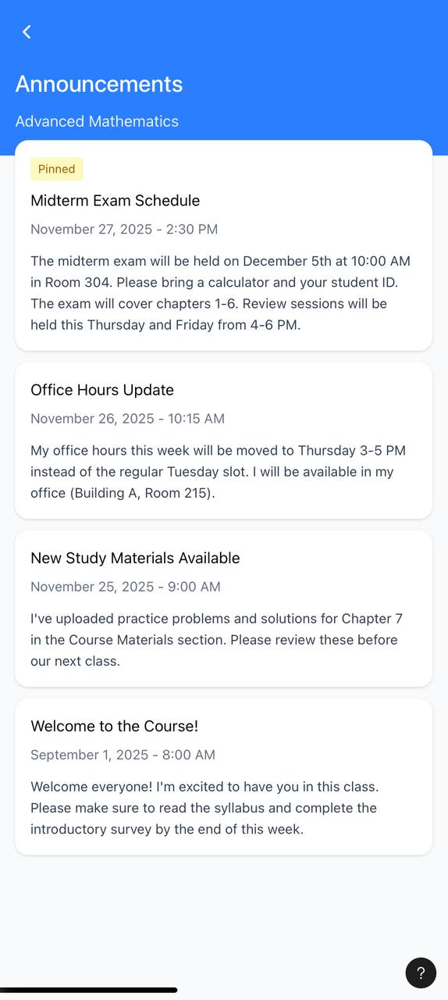 Announcements
Advanced Mathematics
Pinned
Midterm Exam Schedule
November 27, 2025 - 2:30 PM
The midterm exam will be held on December 5th at 10:00 AM
in Room 304. Please bring a calculator and your student ID.
The exam will cover chapters 1-6. Review sessions will be
held this Thursday and Friday from 4-6 PM.
Office Hours Update
November 26, 2025 - 10:15 AM
My office hours this week will be moved to Thursday 3-5 PM
instead of the regular Tuesday slot. I will be available in my
office (Building A, Room 215).
New Study Materials Available
November 25, 2025 - 9:00 AM
I've uploaded practice problems and solutions for Chapter 7
in the Course Materials section. Please review these before
our next class.
Welcome to the Course!
September 1, 2025 - 8:00 AM
Welcome everyone! I'm excited to have you in this class.
Please make sure to read the syllabus and complete the
introductory survey by the end of this week.
?